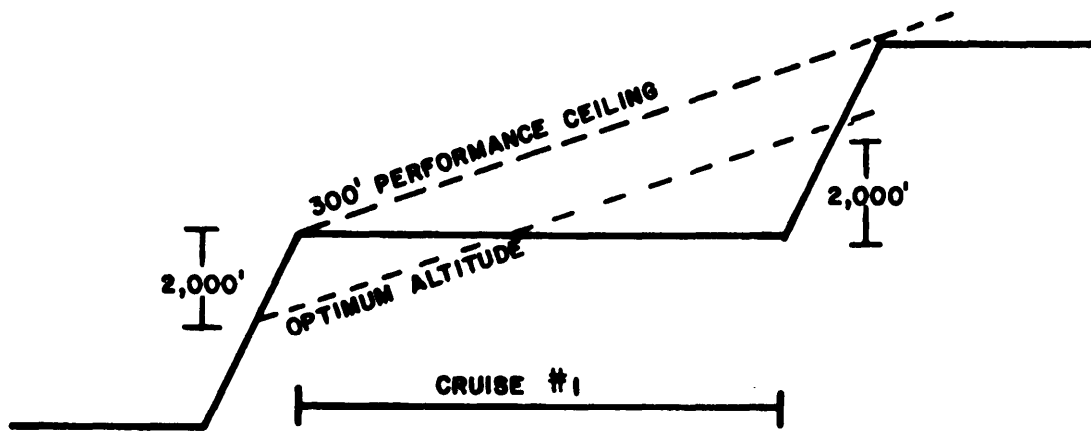 300' PERFORMANCE CEILING
2,000'
2,000'
OPTIMUM ALTITUDE
CRUISE #1